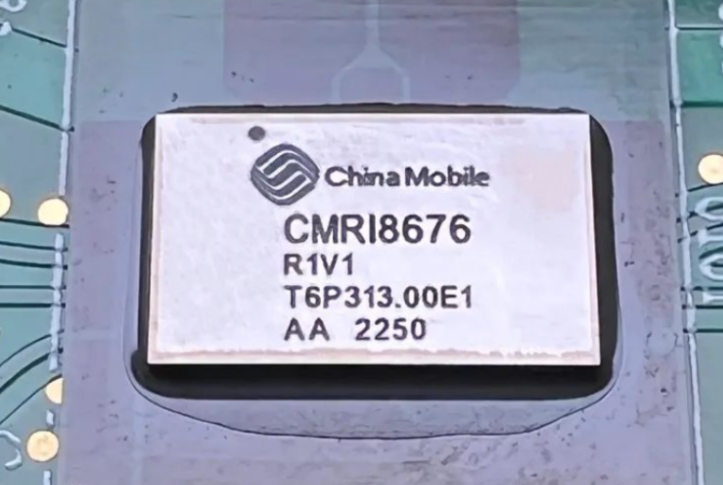 China Mobile
CMRI8676
R1V1
T6P313.00E1
AA 2250